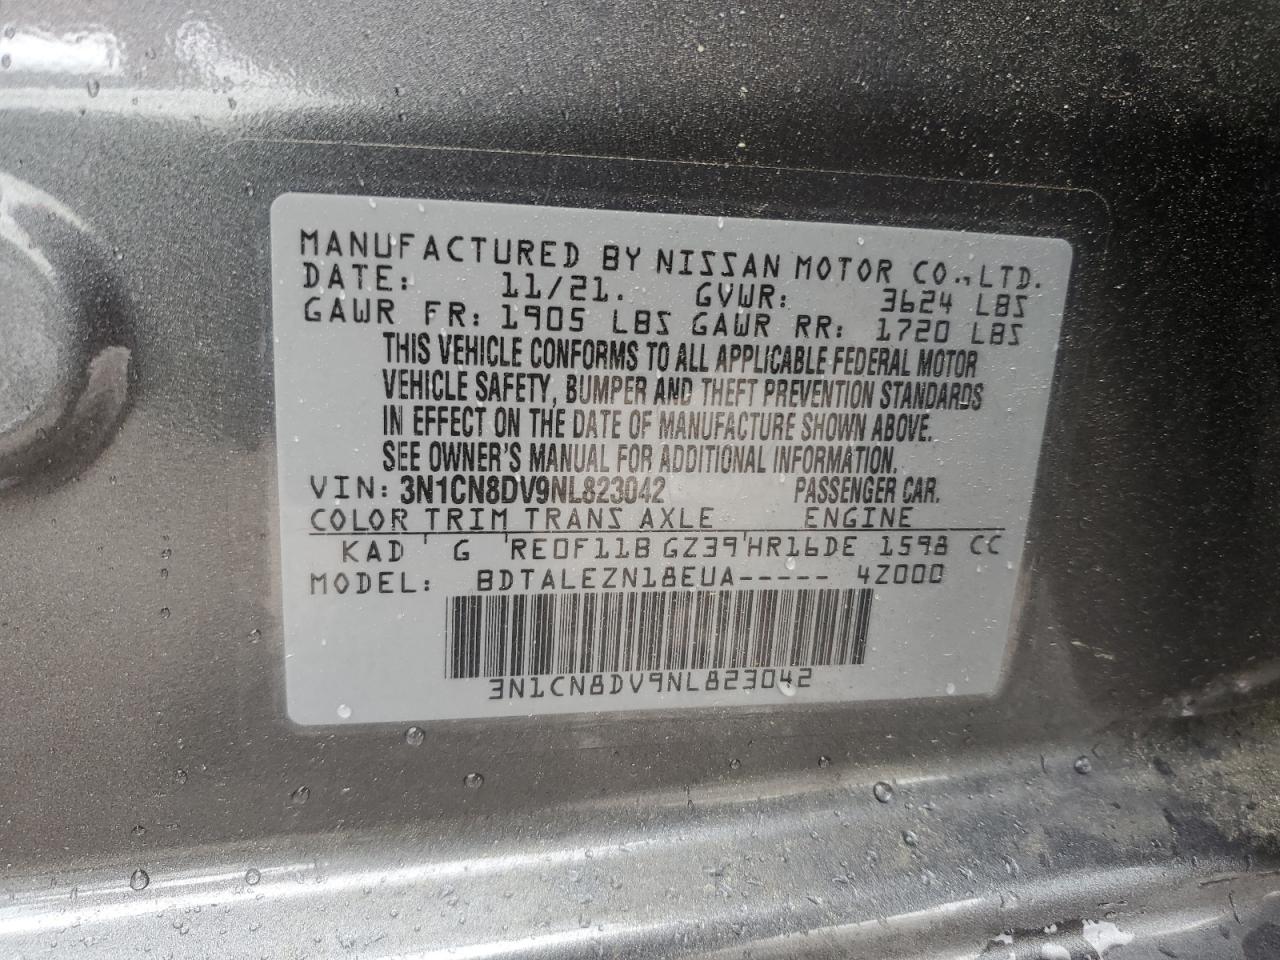 MANUFACTURED BY NISSAN MOTOR CO.,LTD.
DATE: 11/21. GVWR: 3624 LBS
GAWR FR: 1905 LBS GAWR RR: 1720 LBS
THIS VEHICLE CONFORMS TO ALL APPLICABLE FEDERAL MOTOR
VEHICLE SAFETY, BUMPER AND THEFT PREVENTION STANDARDS
IN EFFECT ON THE DATE OF MANUFACTURE SHOWN ABOVE.
SEE OWNER'S MANUAL FOR ADDITIONAL INFORMATION.
VIN: 3N1CN8DV9NL823042 PASSENGER CAR.
COLOR TRIM TRANS AXLE ENGINE
KAD ' G 'RE0F11B GZ39'HR16DE 1598 CC
MODEL: BDTALEZN18EUA----- 4Z000
3N1CN8DV9NL823042